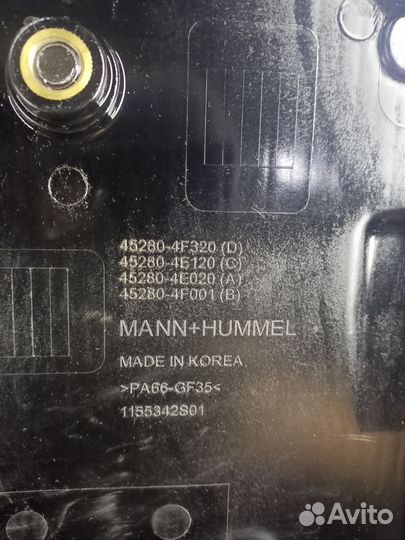 45280-4F320 (D)
45280-4E120 (C)
45280-4E020 (A)
45280-4F001 (B)
MANN+HUMMEL
MADE IN KOREA
>PA66-GF35<
1155342S01
Avito